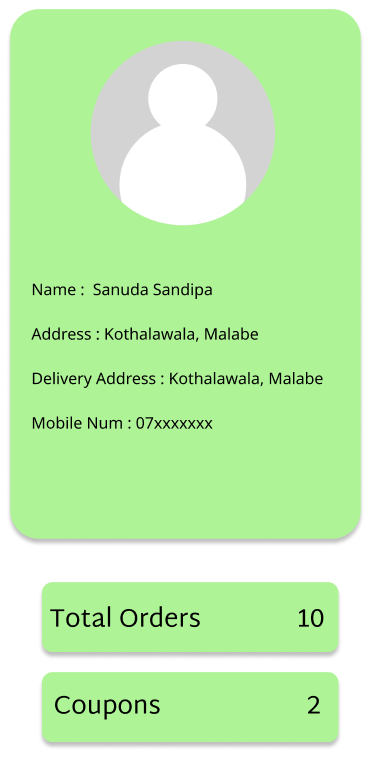 Name :  Sanuda Sandipa
Address : Kothalawala, Malabe
Delivery Address : Kothalawala, Malabe
Mobile Num : 07xxxxxxx
Total Orders 10
Coupons 2